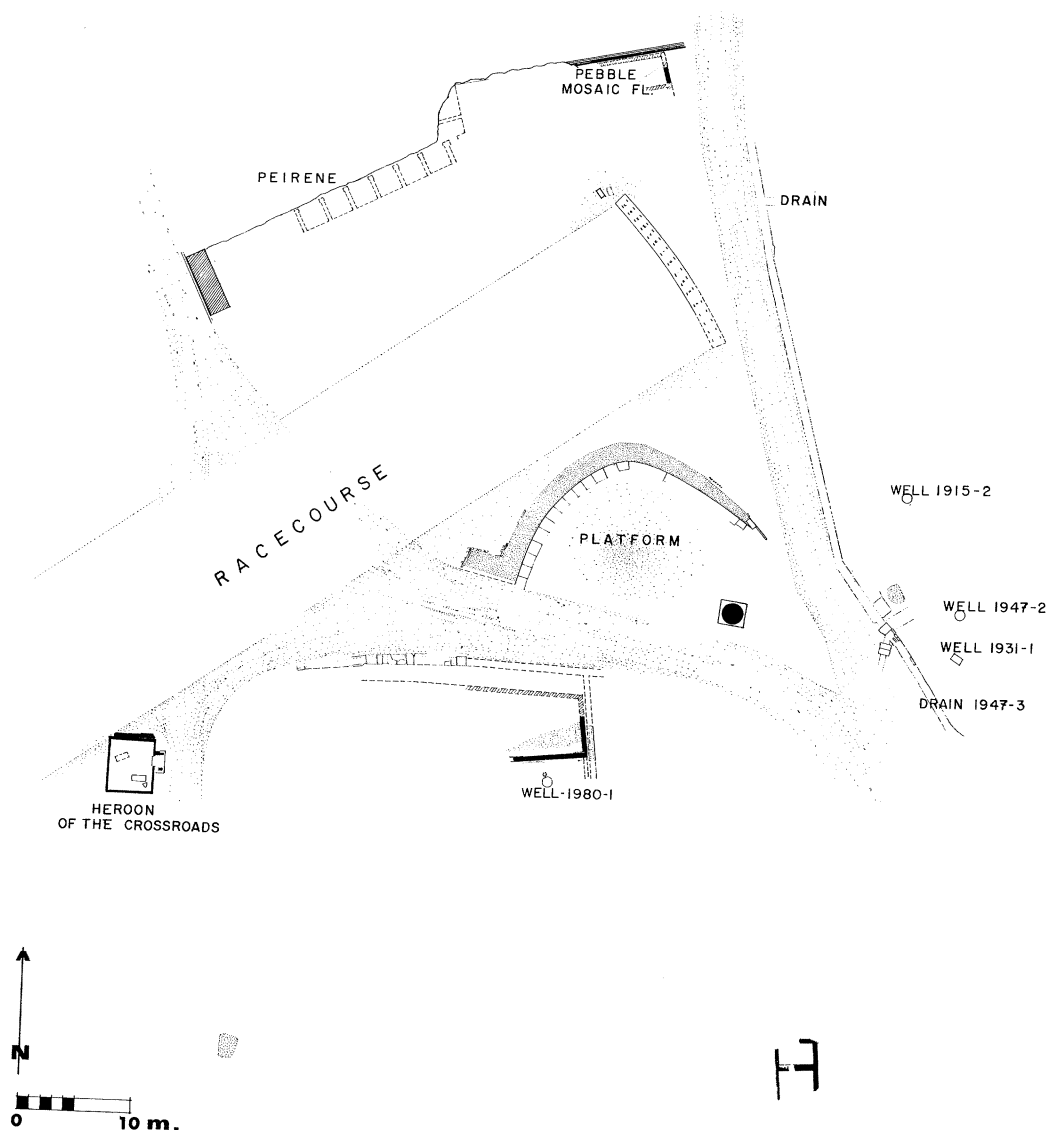 PEBBLE
MOSAIC FL.
PEIRENE
DRAIN
RACECOURSE
WELL 1915-2
PLATFORM
WELL 1947-2
WELL 1931-1
DRAIN 1947-3
WELL-1980-1
HEROON
OF THE CROSSROADS
N
0 10 m.